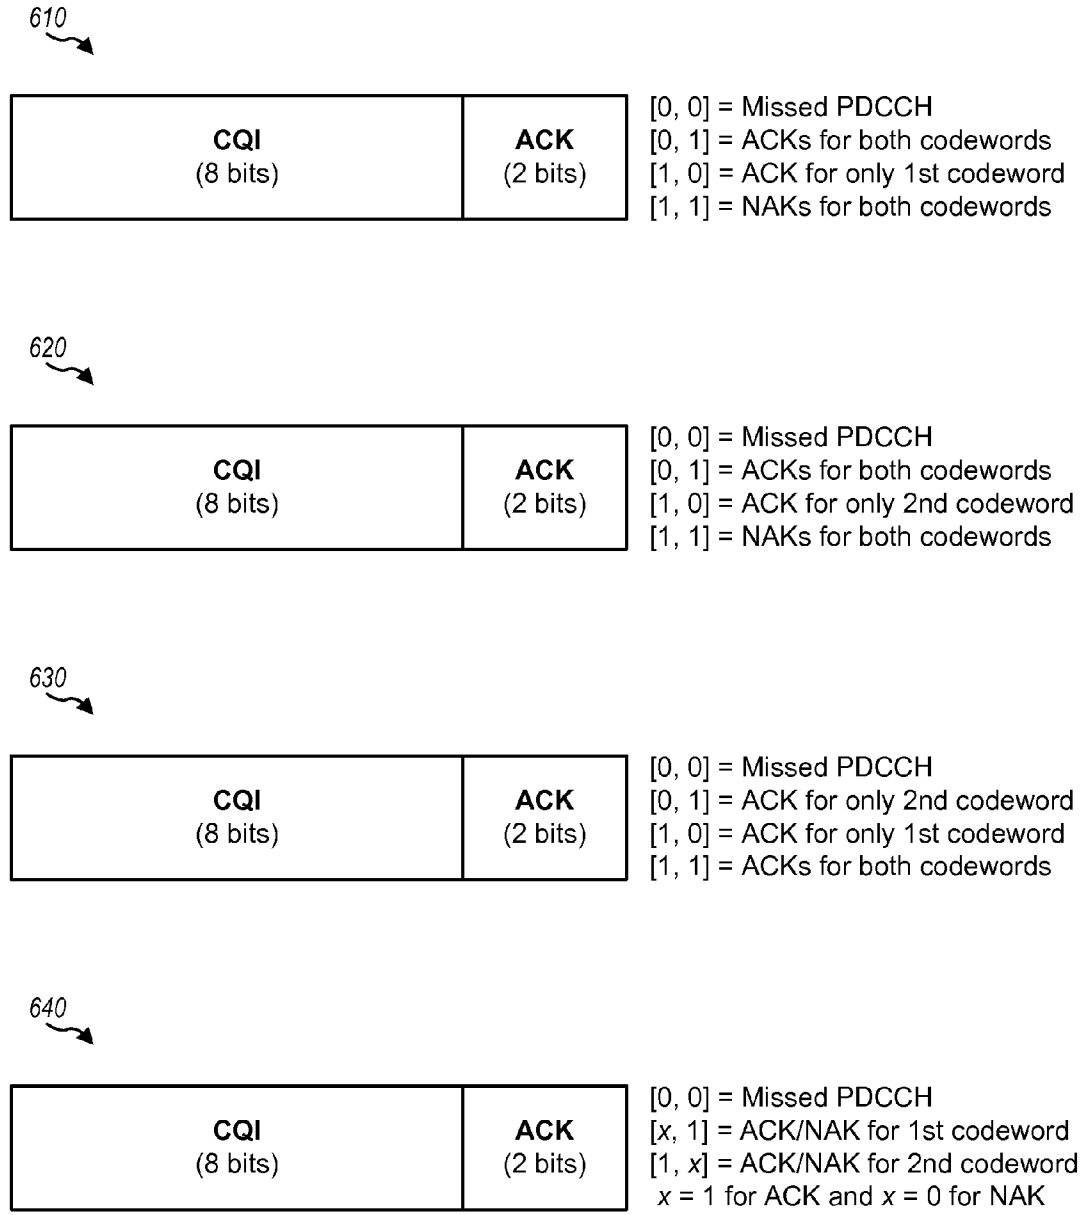 610
CQI
(8 bits)
ACK
(2 bits)
[0, 0] = Missed PDCCH
[0, 1] = ACKs for both codewords
[1, 0] = ACK for only 1st codeword
[1, 1] = NAKs for both codewords
620
CQI
(8 bits)
ACK
(2 bits)
[0, 0] = Missed PDCCH
[0, 1] = ACKs for both codewords
[1, 0] = ACK for only 2nd codeword
[1, 1] = NAKs for both codewords
630
CQI
(8 bits)
ACK
(2 bits)
[0, 0] = Missed PDCCH
[0, 1] = ACK for only 2nd codeword
[1, 0] = ACK for only 1st codeword
[1, 1] = ACKs for both codewords
640
CQI
(8 bits)
ACK
(2 bits)
[0, 0] = Missed PDCCH
[x, 1] = ACK/NAK for 1st codeword
[1, x] = ACK/NAK for 2nd codeword
x = 1 for ACK and x = 0 for NAK